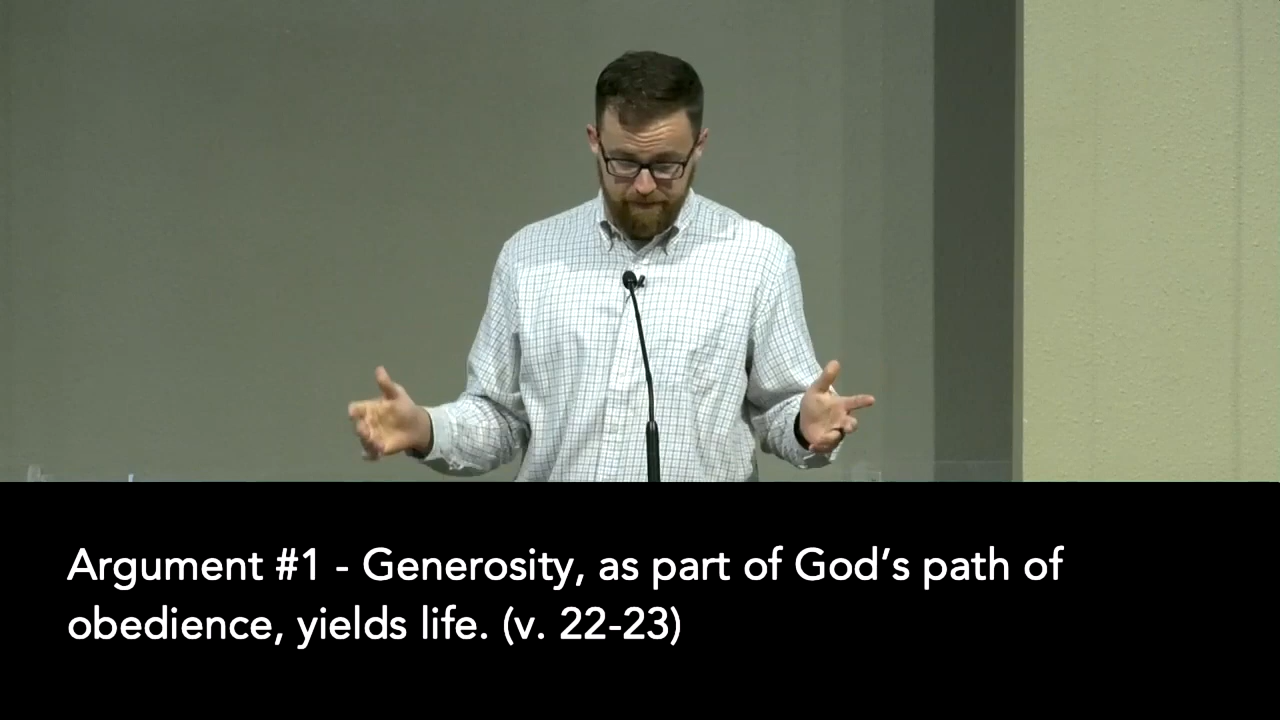 Argument #1 - Generosity, as part of God’s path of
obedience, yields life. (v. 22-23)